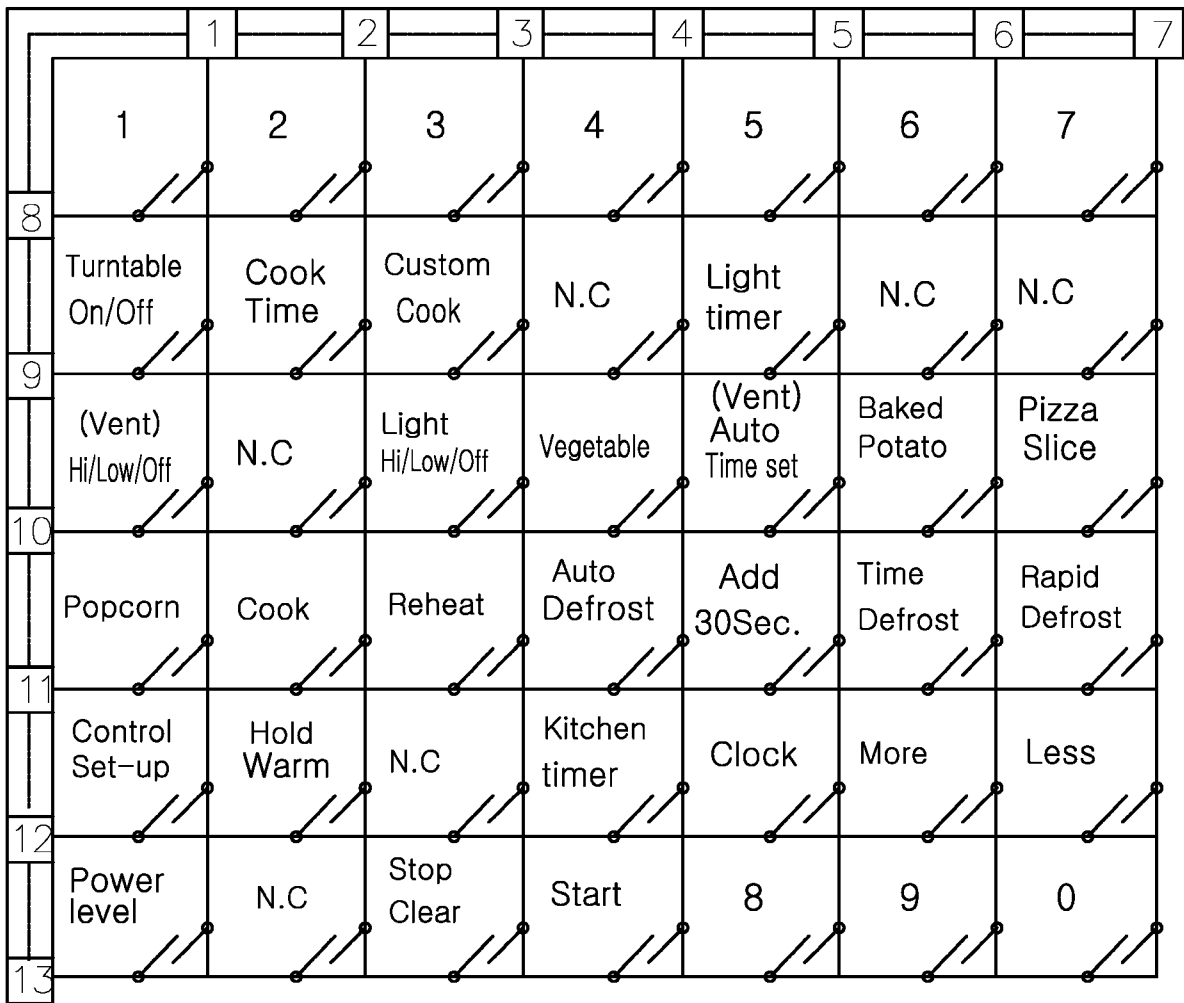 1 2 3 4 5 6 7
1 2 3 4 5 6 7
8
Turntable
On/Off
Cook
Time
Custom
Cook
N.C
Light
timer
N.C
N.C
9
(Vent)
Hi/Low/Off
N.C
Light
Hi/Low/Off
Vegetable
(Vent)
Auto
Time set
Baked
Potato
Pizza
Slice
10
Popcorn
Cook
Reheat
Auto
Defrost
Add
30Sec.
Time
Defrost
Rapid
Defrost
11
Control
Set-up
Hold
Warm
N.C
Kitchen
timer
Clock
More
Less
12
Power
level
N.C
Stop
Clear
Start
8
9
0
13